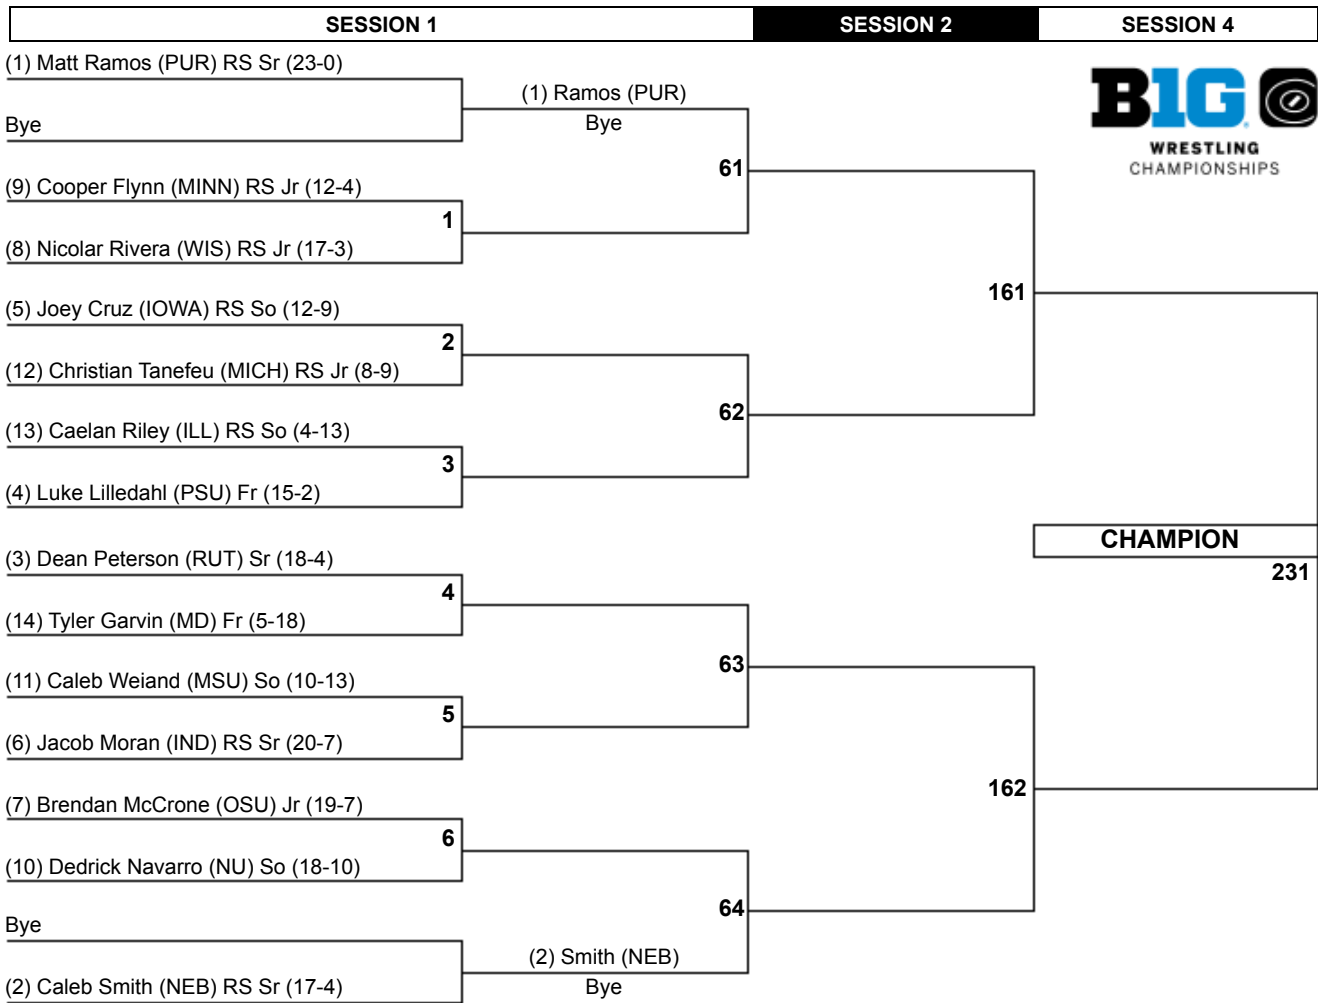 SESSION 1
SESSION 2
SESSION 4
(1) Matt Ramos (PUR) RS Sr (23-0)
Bye
(1) Ramos (PUR)
Bye
B1G
WRESTLING
CHAMPIONSHIPS
61
(9) Cooper Flynn (MINN) RS Jr (12-4)
1
(8) Nicolar Rivera (WIS) RS Jr (17-3)
161
(5) Joey Cruz (IOWA) RS So (12-9)
2
(12) Christian Tanefeu (MICH) RS Jr (8-9)
62
(13) Caelan Riley (ILL) RS So (4-13)
3
(4) Luke Lilledahl (PSU) Fr (15-2)
CHAMPION
231
(3) Dean Peterson (RUT) Sr (18-4)
4
(14) Tyler Garvin (MD) Fr (5-18)
63
(11) Caleb Weiand (MSU) So (10-13)
5
(6) Jacob Moran (IND) RS Sr (20-7)
162
(7) Brendan McCrone (OSU) Jr (19-7)
6
(10) Dedrick Navarro (NU) So (18-10)
64
Bye
(2) Smith (NEB)
Bye
(2) Caleb Smith (NEB) RS Sr (17-4)